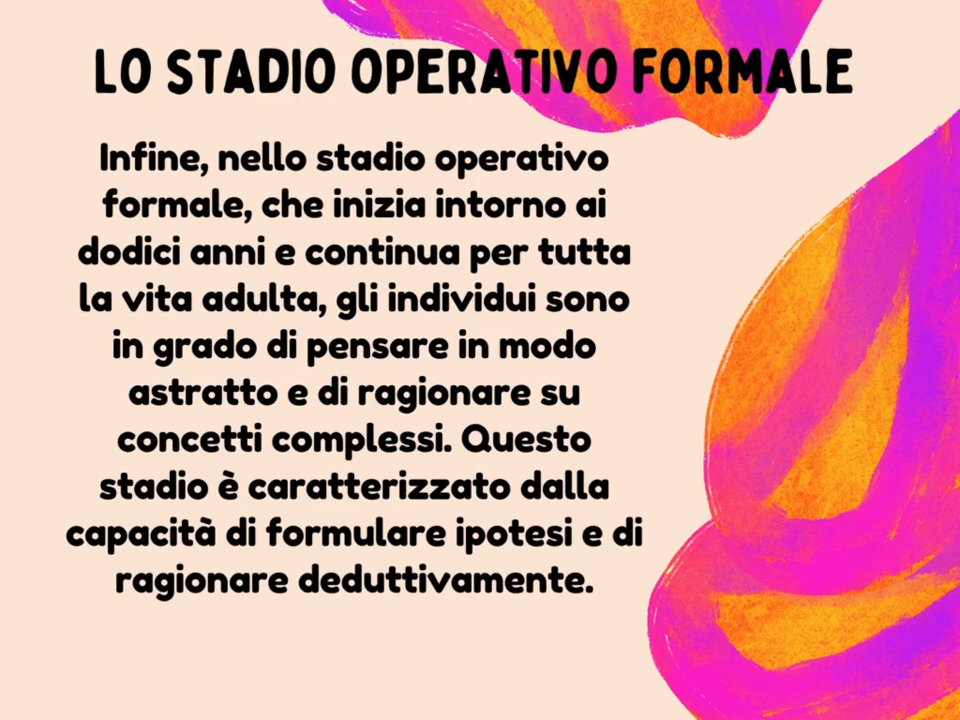 LO STADIO OPERATIVO FORMALE
Infine, nello stadio operativo
formale, che inizia intorno ai
dodici anni e continua per tutta
la vita adulta, gli individui sono
in grado di pensare in modo
astratto e di ragionare su
concetti complessi. Questo
stadio è caratterizzato dalla
capacità di formulare ipotesi e di
ragionare deduttivamente.